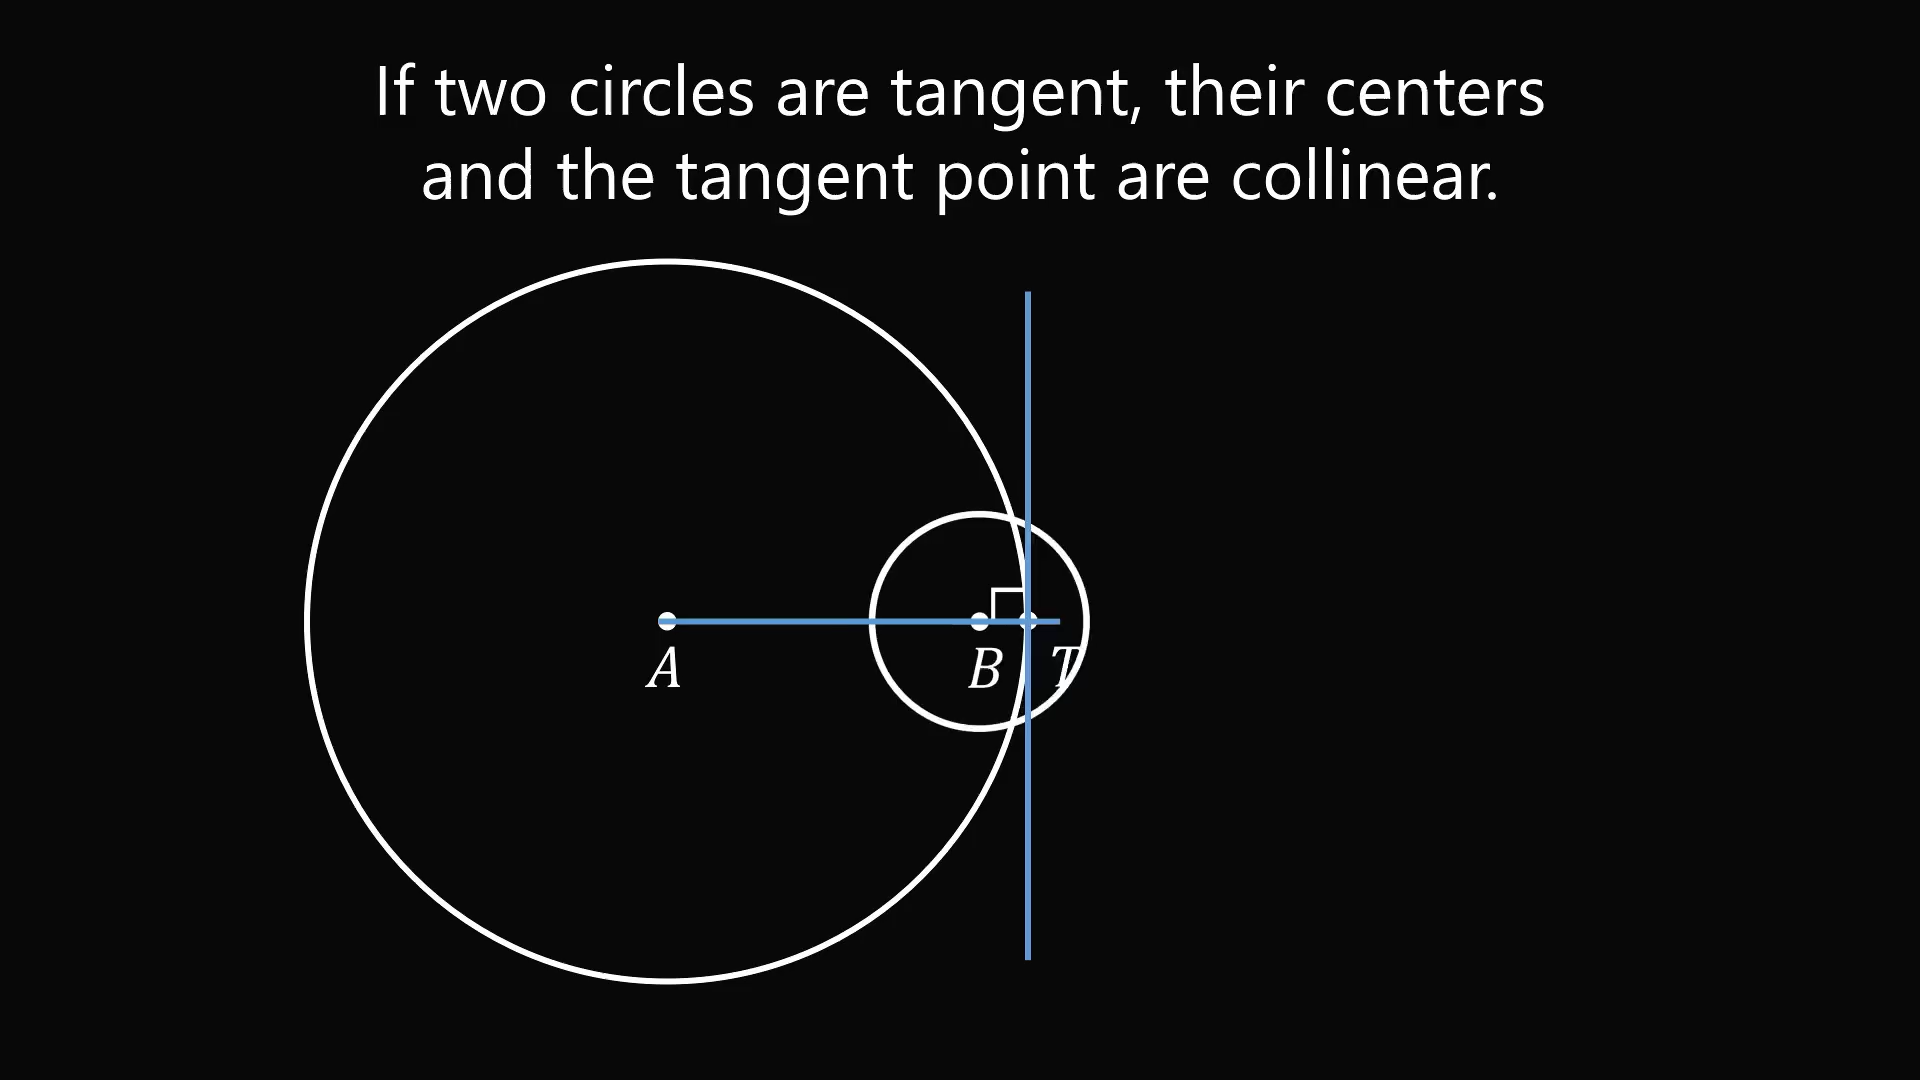 If two circles are tangent, their centers
and the tangent point are collinear.
A B T